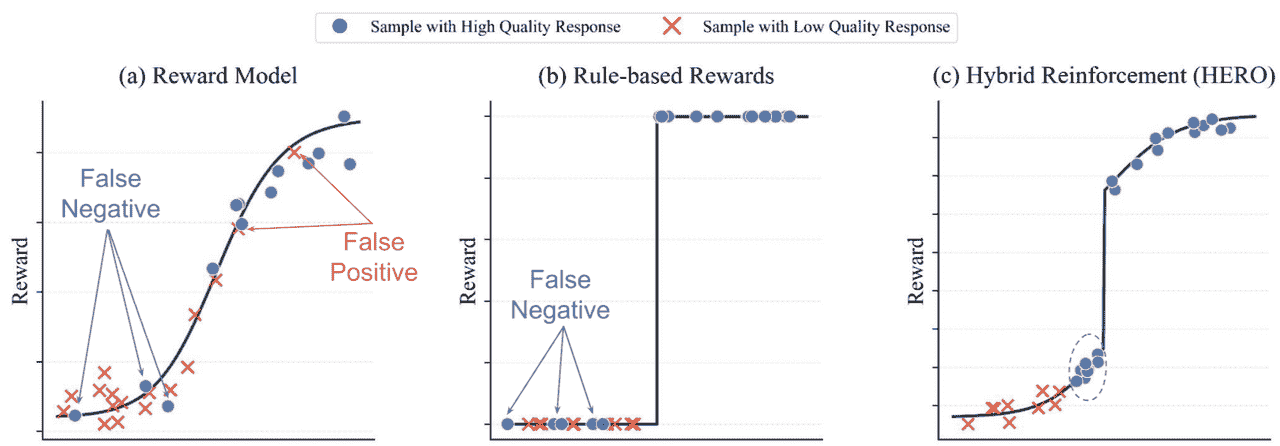 Sample with High Quality Response
Sample with Low Quality Response
(a) Reward Model
(b) Rule-based Rewards
(c) Hybrid Reinforcement (HERO)
Reward
False
Negative
False
Positive
Reward
False
Negative
Reward